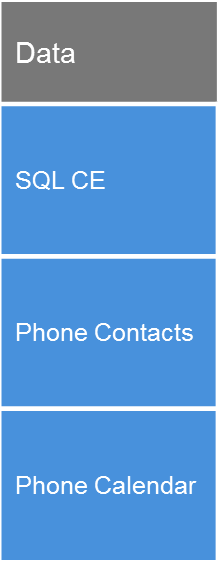 Data
SQL CE
Phone Contacts
Phone Calendar